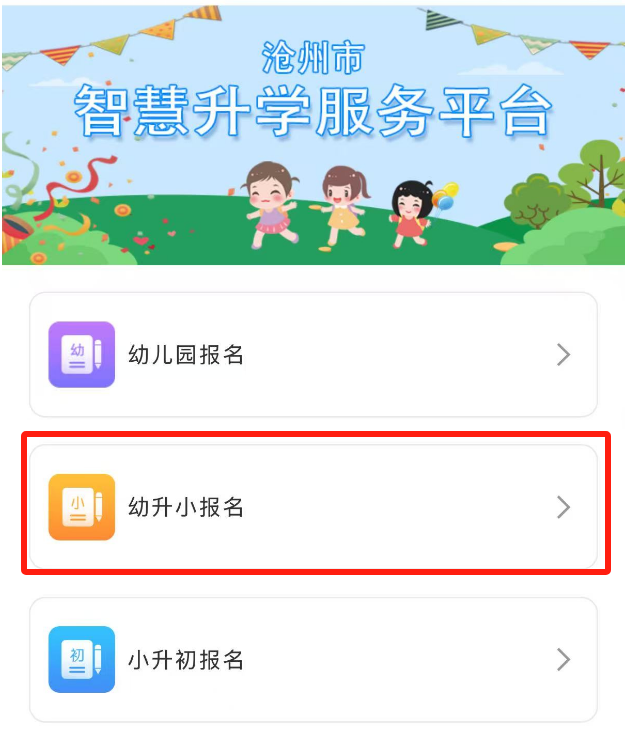 沧州市
智慧升学服务平台
幼
幼儿园报名
小
幼升小报名
初
小升初报名